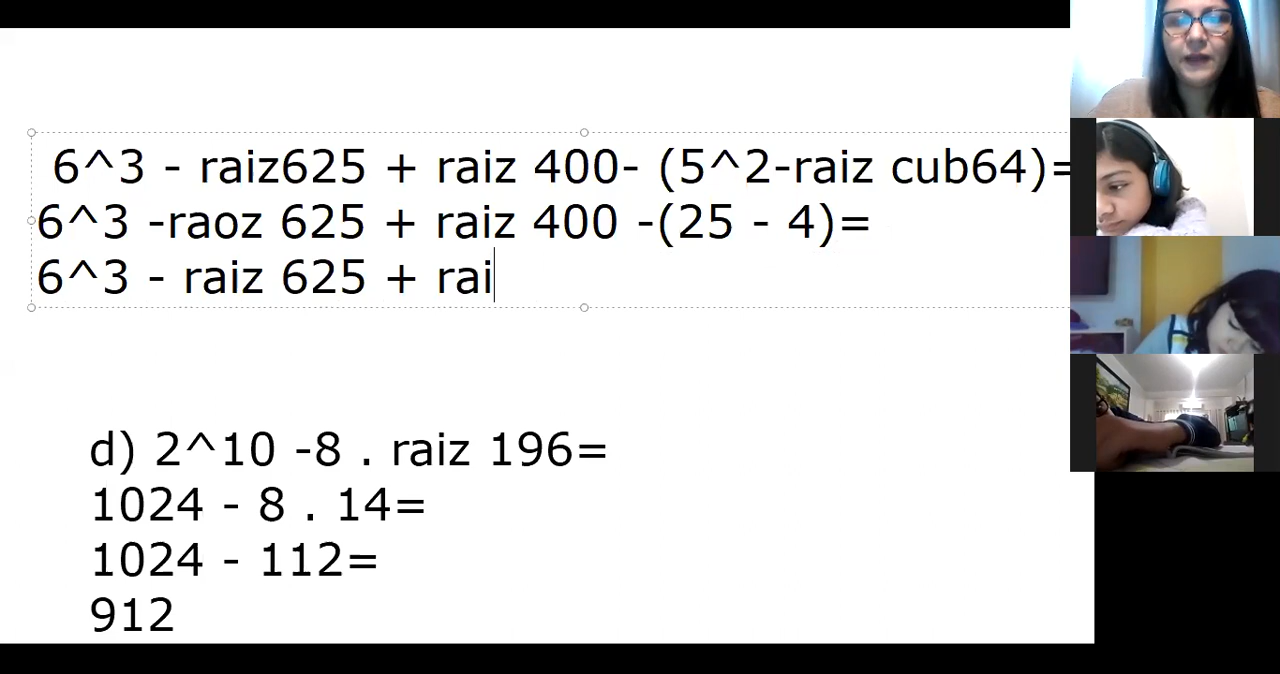 6^3 - raiz625 + raiz 400- (5^2-raiz cub64)=
6^3 -raoz 625 + raiz 400 -(25 - 4)=
6^3 - raiz 625 + rai
d) 2^10 -8 . raiz 196=
1024 - 8 . 14=
1024 - 112=
912